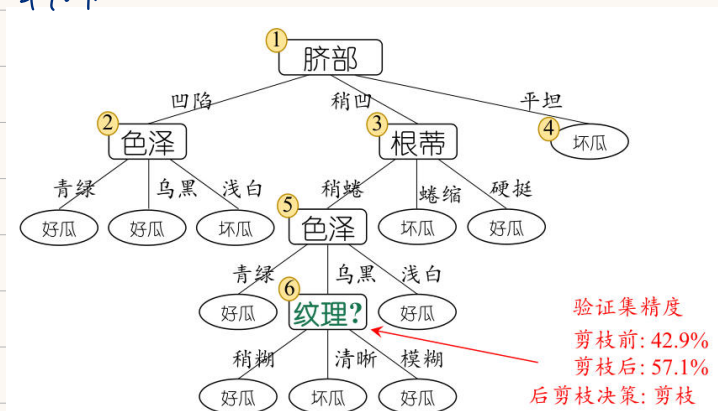 1
脐部
凹陷 稍凹 平坦
2 3 4
色泽 根蒂 坏瓜
青绿 乌黑 浅白 稍蜷 蜷缩 硬挺
5
好瓜 好瓜 坏瓜 色泽 坏瓜 好瓜
青绿 乌黑 浅白
6
好瓜 纹理? 好瓜
稍糊 清晰 模糊
好瓜 坏瓜 好瓜
验证集精度
剪枝前: 42.9%
剪枝后: 57.1%
后剪枝决策: 剪枝